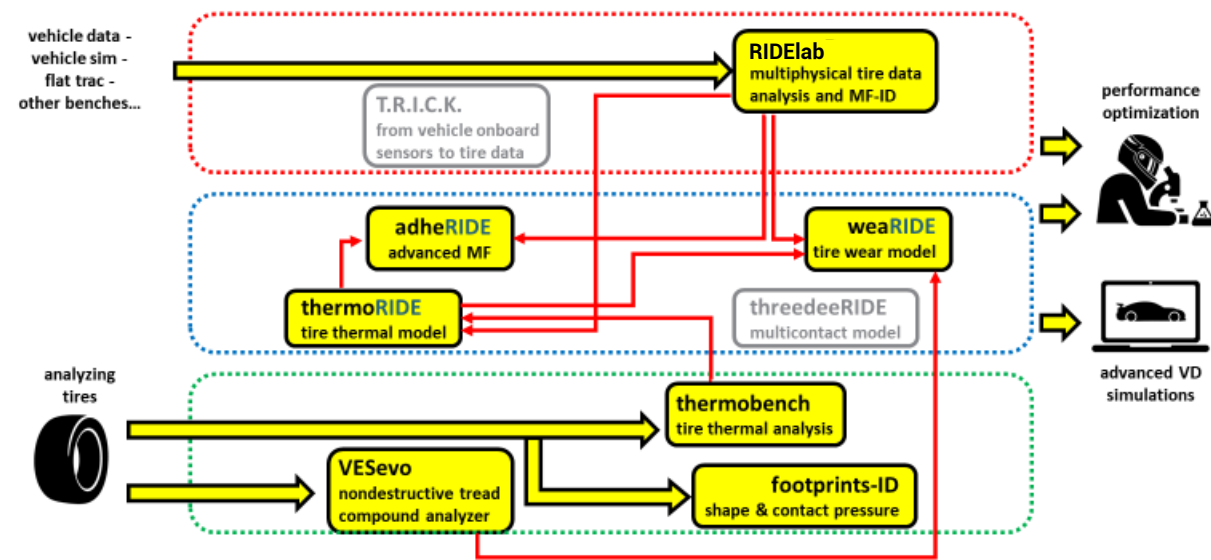 vehicle data -
vehicle sim -
flat trac -
other benches...
RIDElab
multiphysical tire data
analysis and MF-ID
T.R.I.C.K.
from vehicle onboard
sensors to tire data
performance
optimization
adheRIDE
advanced MF
weaRIDE
tire wear model
thermoRIDE
tire thermal model
threedeeRIDE
multicontact model
advanced VD
simulations
analyzing
tires
thermobench
tire thermal analysis
VESevo
nondestructive tread
compound analyzer
footprints-ID
shape & contact pressure